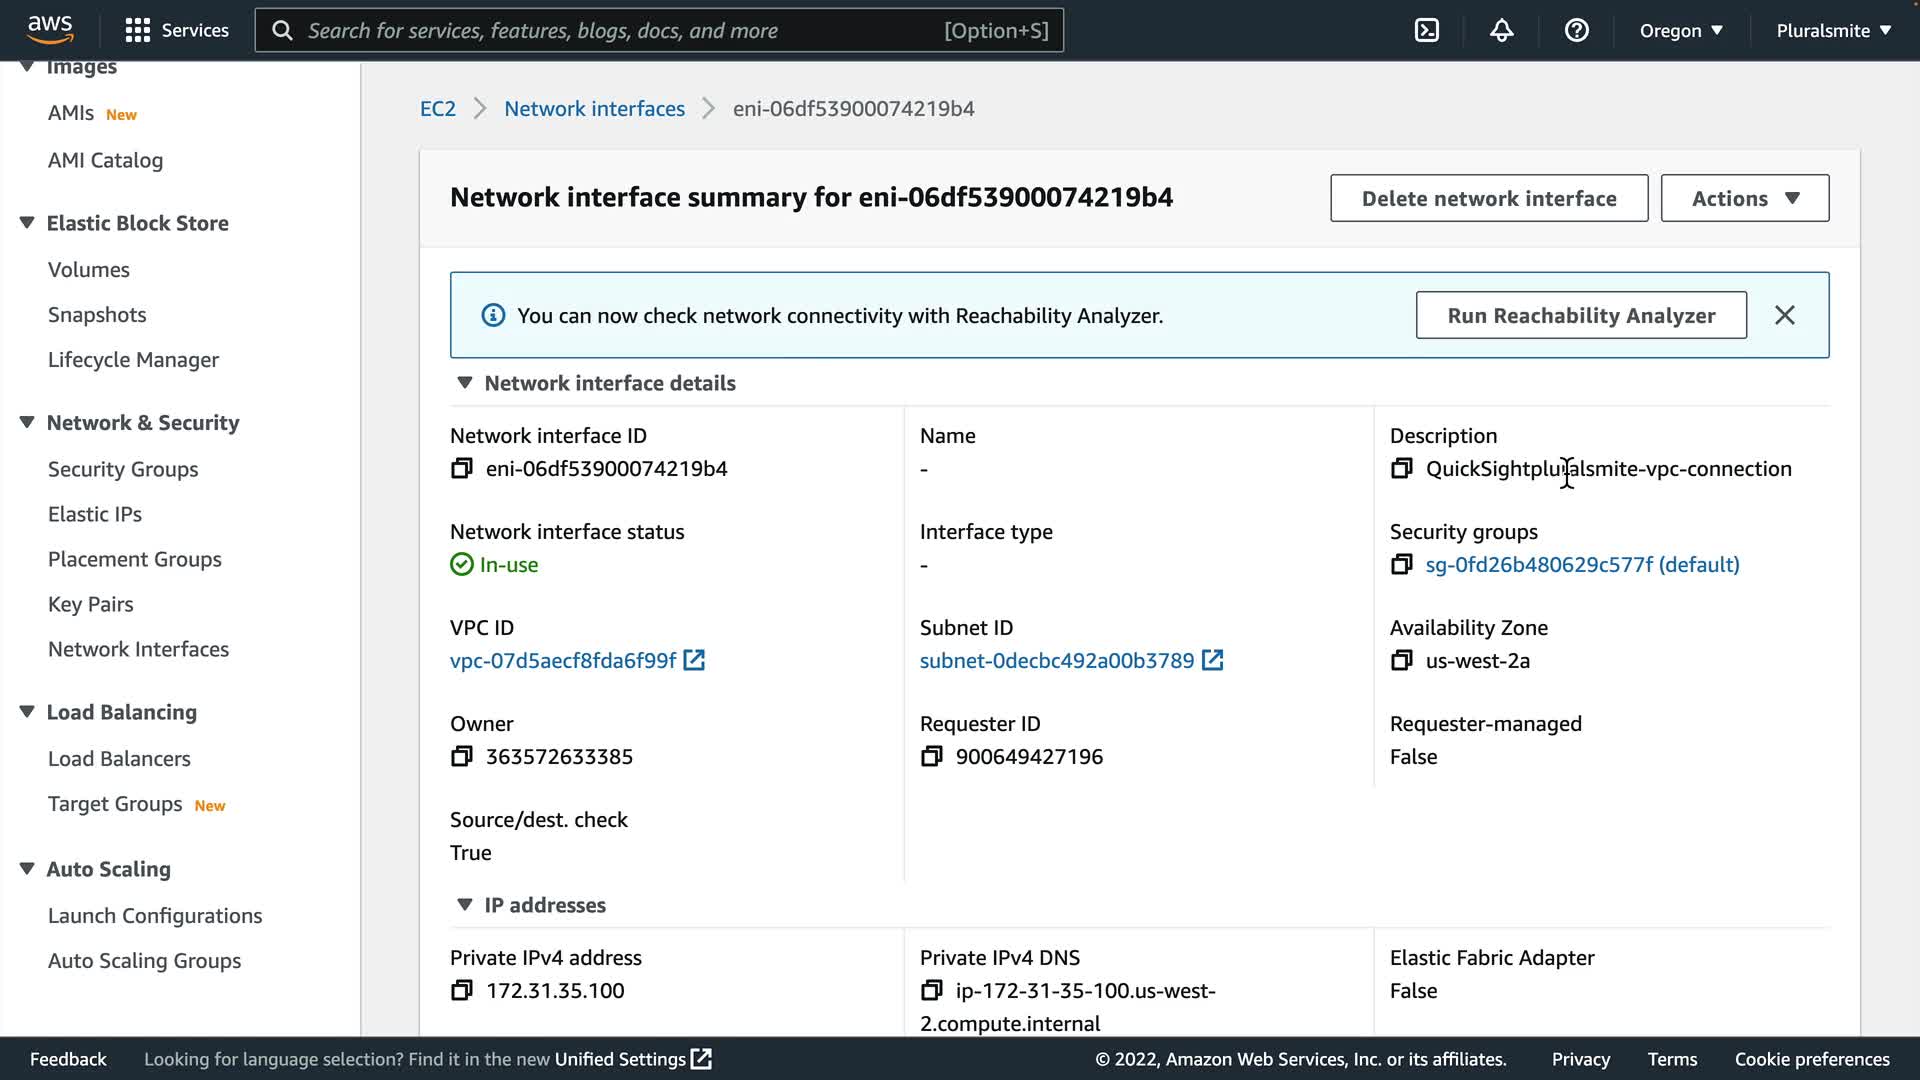 aws
Services
Search for services, features, blogs, docs, and more [Option+S]
Oregon
Pluralsmite
Images
AMIs New
AMI Catalog
Elastic Block Store
Volumes
Snapshots
Lifecycle Manager
Network & Security
Security Groups
Elastic IPs
Placement Groups
Key Pairs
Network Interfaces
Load Balancing
Load Balancers
Target Groups New
Auto Scaling
Launch Configurations
Auto Scaling Groups
EC2 > Network interfaces > eni-06df53900074219b4
Network interface summary for eni-06df53900074219b4
Delete network interface
Actions
You can now check network connectivity with Reachability Analyzer.
Run Reachability Analyzer
Network interface details
Network interface ID
eni-06df53900074219b4
Name
-
Description
QuickSightpluralsmite-vpc-connection
Network interface status
In-use
Interface type
-
Security groups
sg-0fd26b480629c577f (default)
VPC ID
vpc-07d5aecf8fda6f99f
Subnet ID
subnet-0decbc492a00b3789
Availability Zone
us-west-2a
Owner
363572633385
Requester ID
900649427196
Requester-managed
False
Source/dest. check
True
IP addresses
Private IPv4 address
172.31.35.100
Private IPv4 DNS
ip-172-31-35-100.us-west-
2.compute.internal
Elastic Fabric Adapter
False
Feedback
Looking for language selection? Find it in the new Unified Settings
© 2022, Amazon Web Services, Inc. or its affiliates.
Privacy
Terms
Cookie preferences